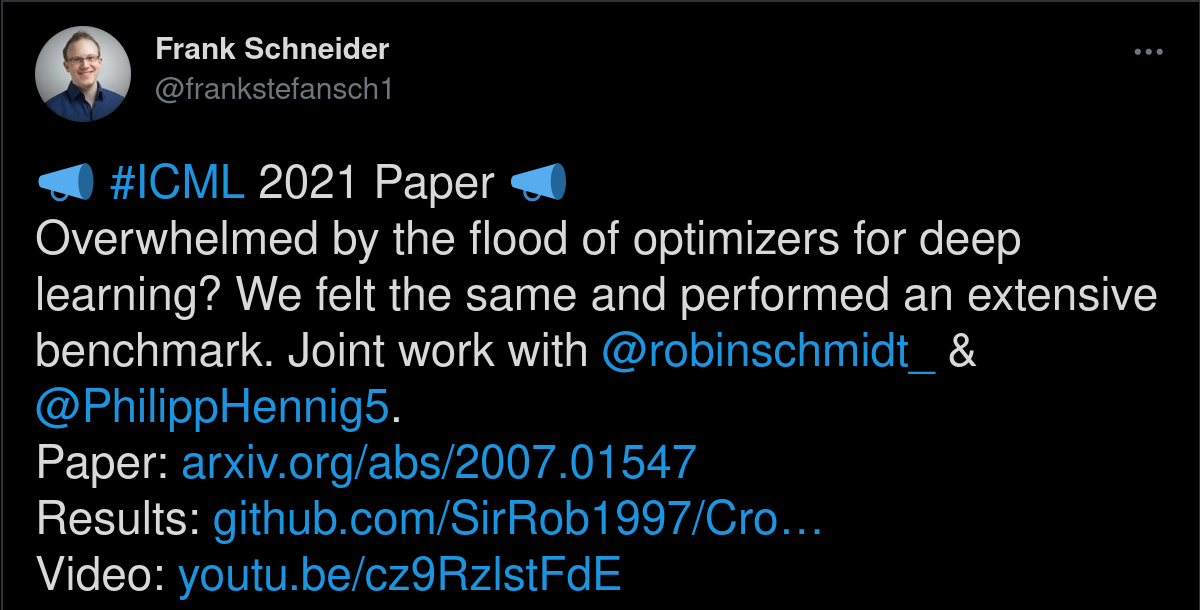 Frank Schneider
@frankstefansch1
📣 #ICML 2021 Paper 📣
Overwhelmed by the flood of optimizers for deep
learning? We felt the same and performed an extensive
benchmark. Joint work with @robinschmidt_ &
@PhilippHennig5.
Paper: arxiv.org/abs/2007.01547
Results: github.com/SirRob1997/Cro…
Video: youtu.be/cz9RzIstFdE